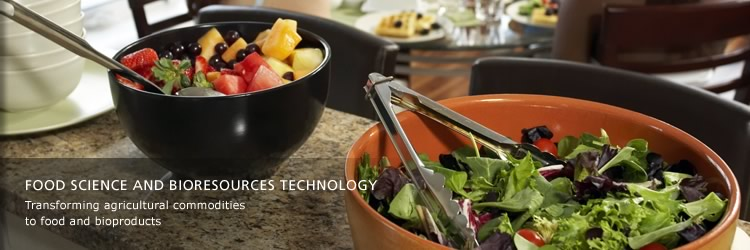 FOOD SCIENCE AND BIORESOURCES TECHNOLOGY
Transforming agricultural commodities
to food and bioproducts